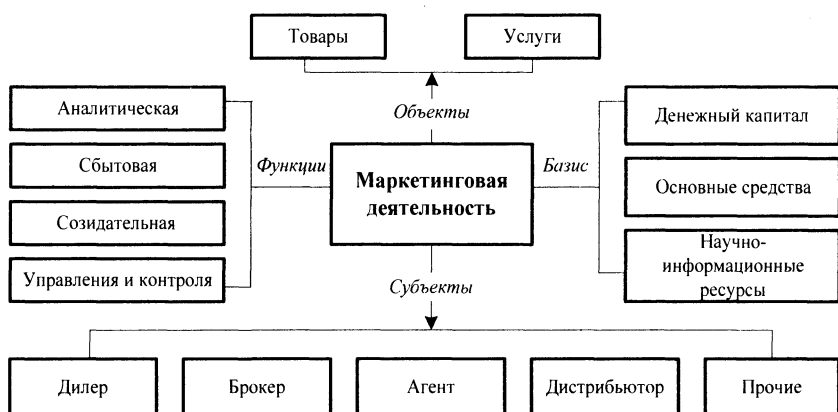 Товары
Услуги
Объекты
Аналитическая
Сбытовая
Созидательная
Управления и контроля
Функции
Маркетинговая
деятельность
Базис
Денежный капитал
Основные средства
Научно-
информационные
ресурсы
Субъекты
Дилер
Брокер
Агент
Дистрибьютор
Прочие